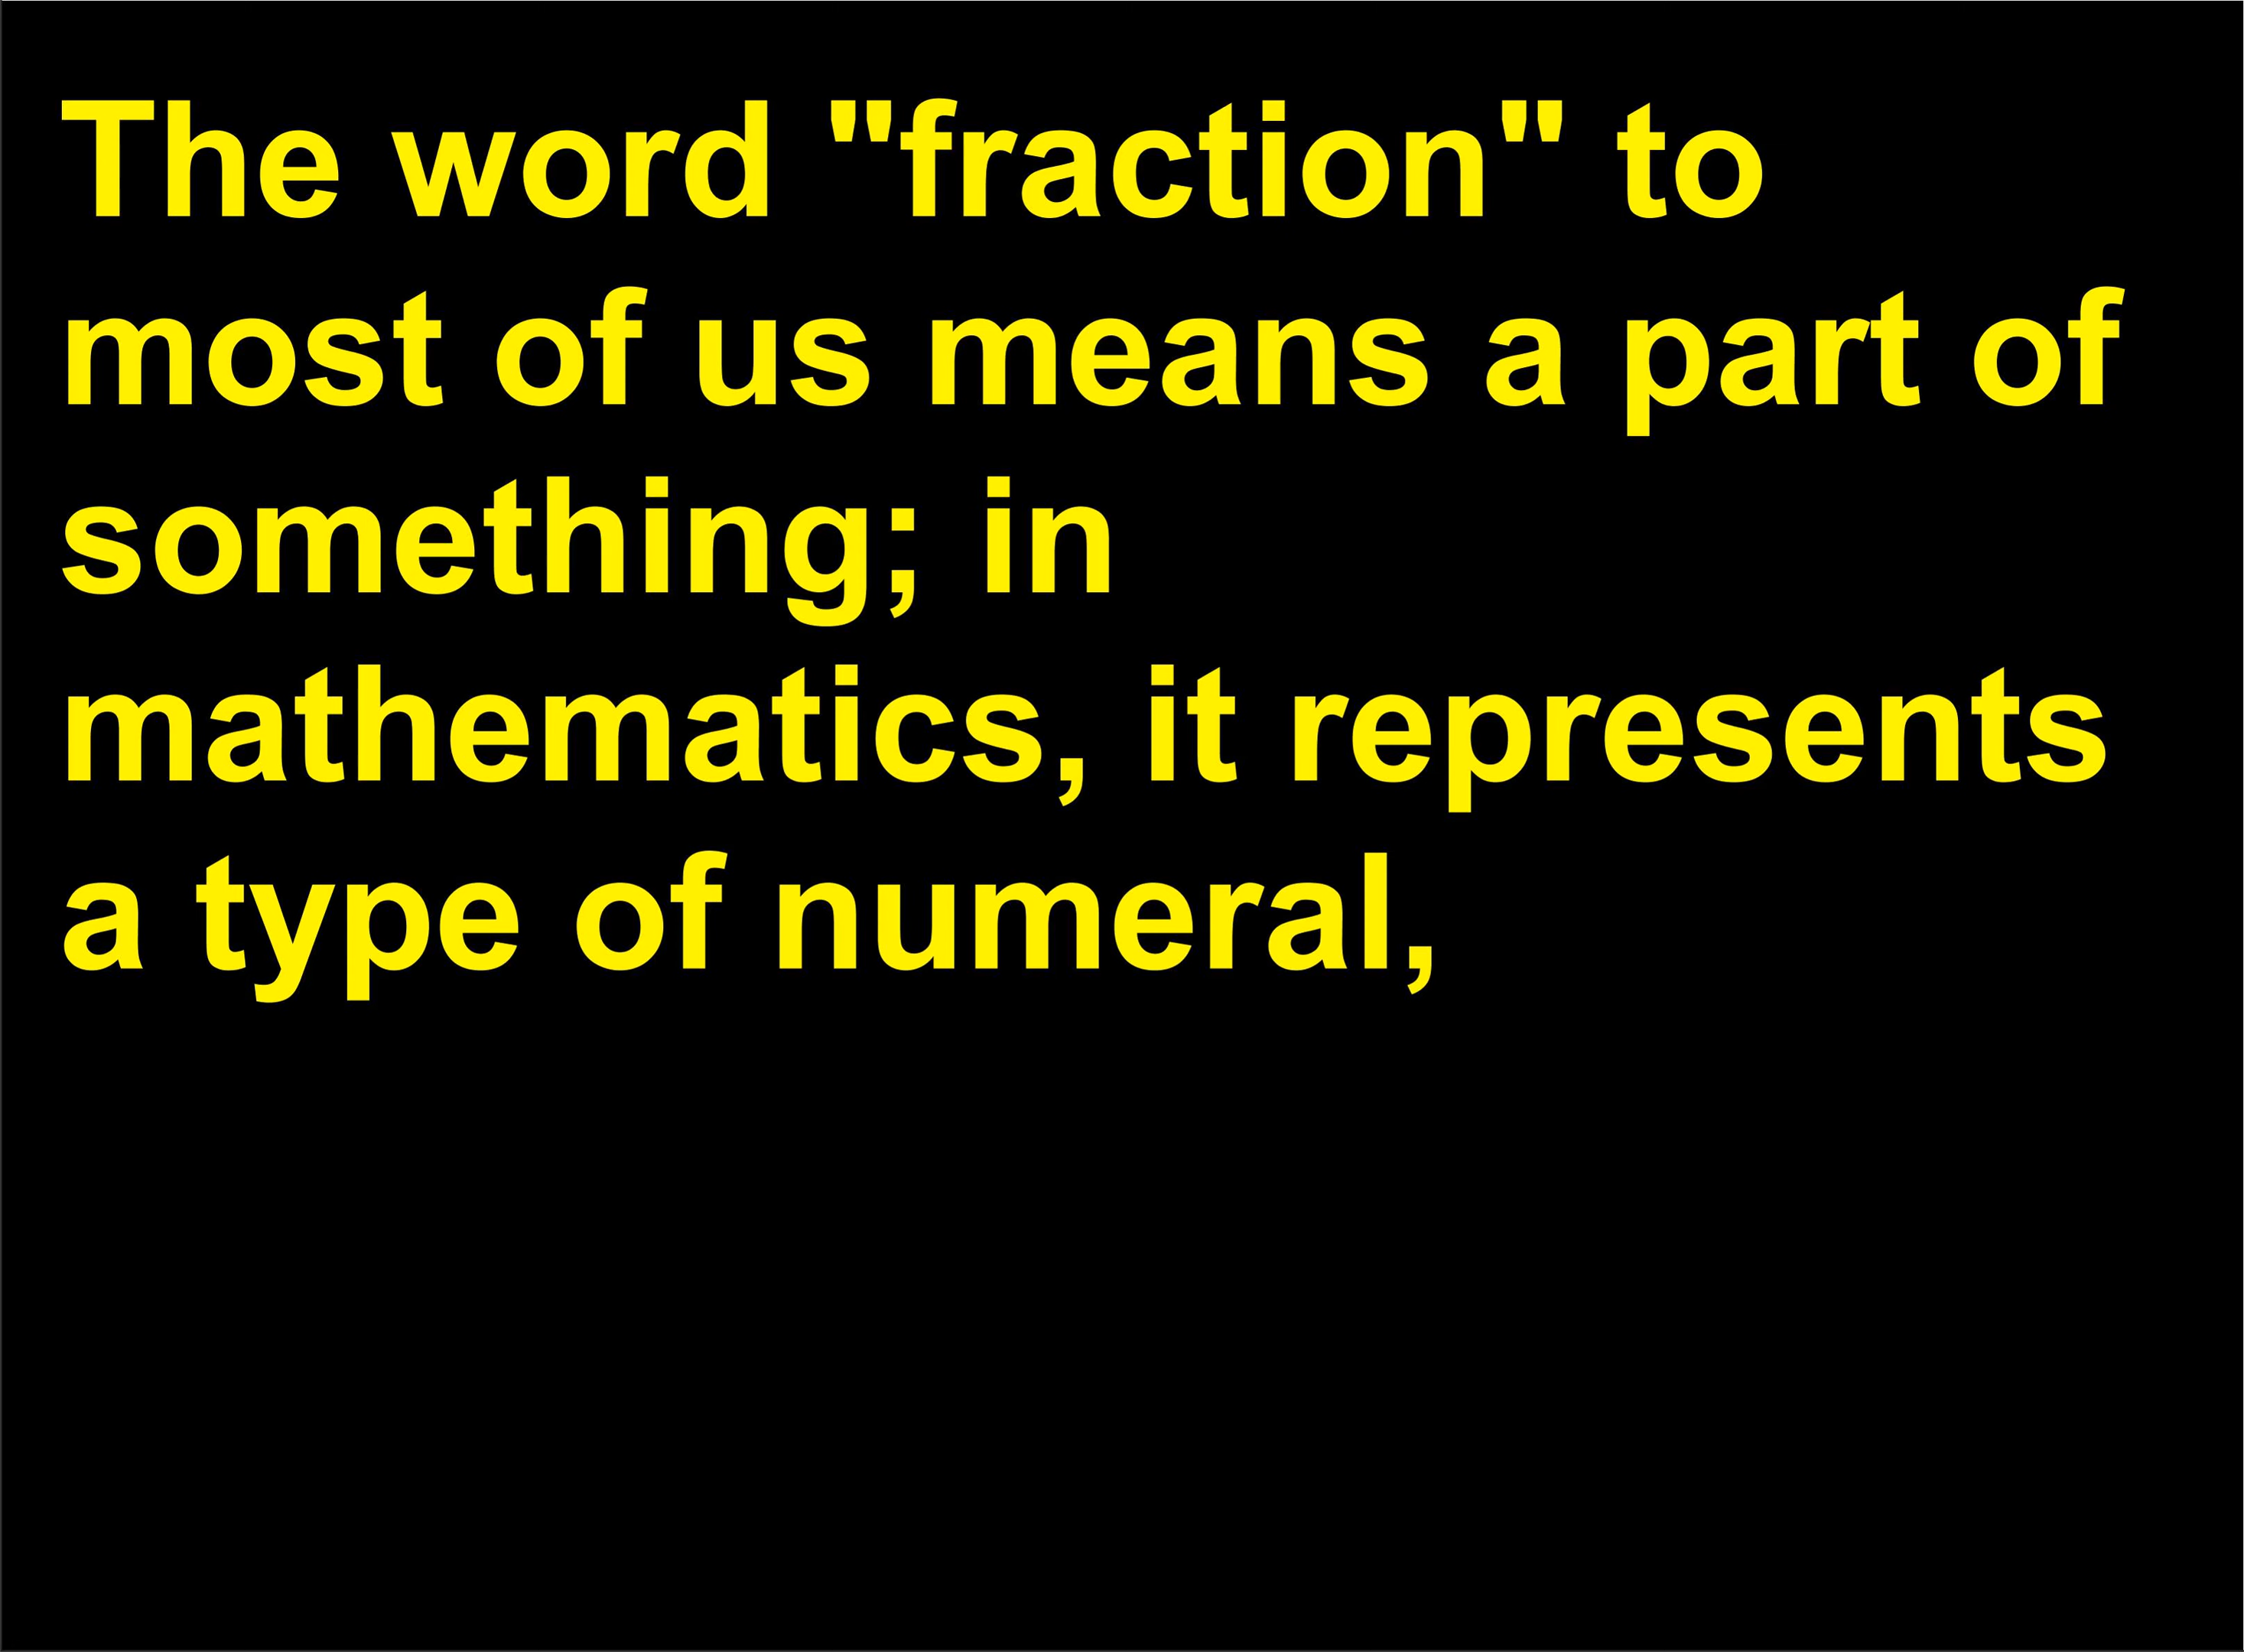 The word "fraction" to
most of us means a part of
something; in
mathematics, it represents
a type of numeral,